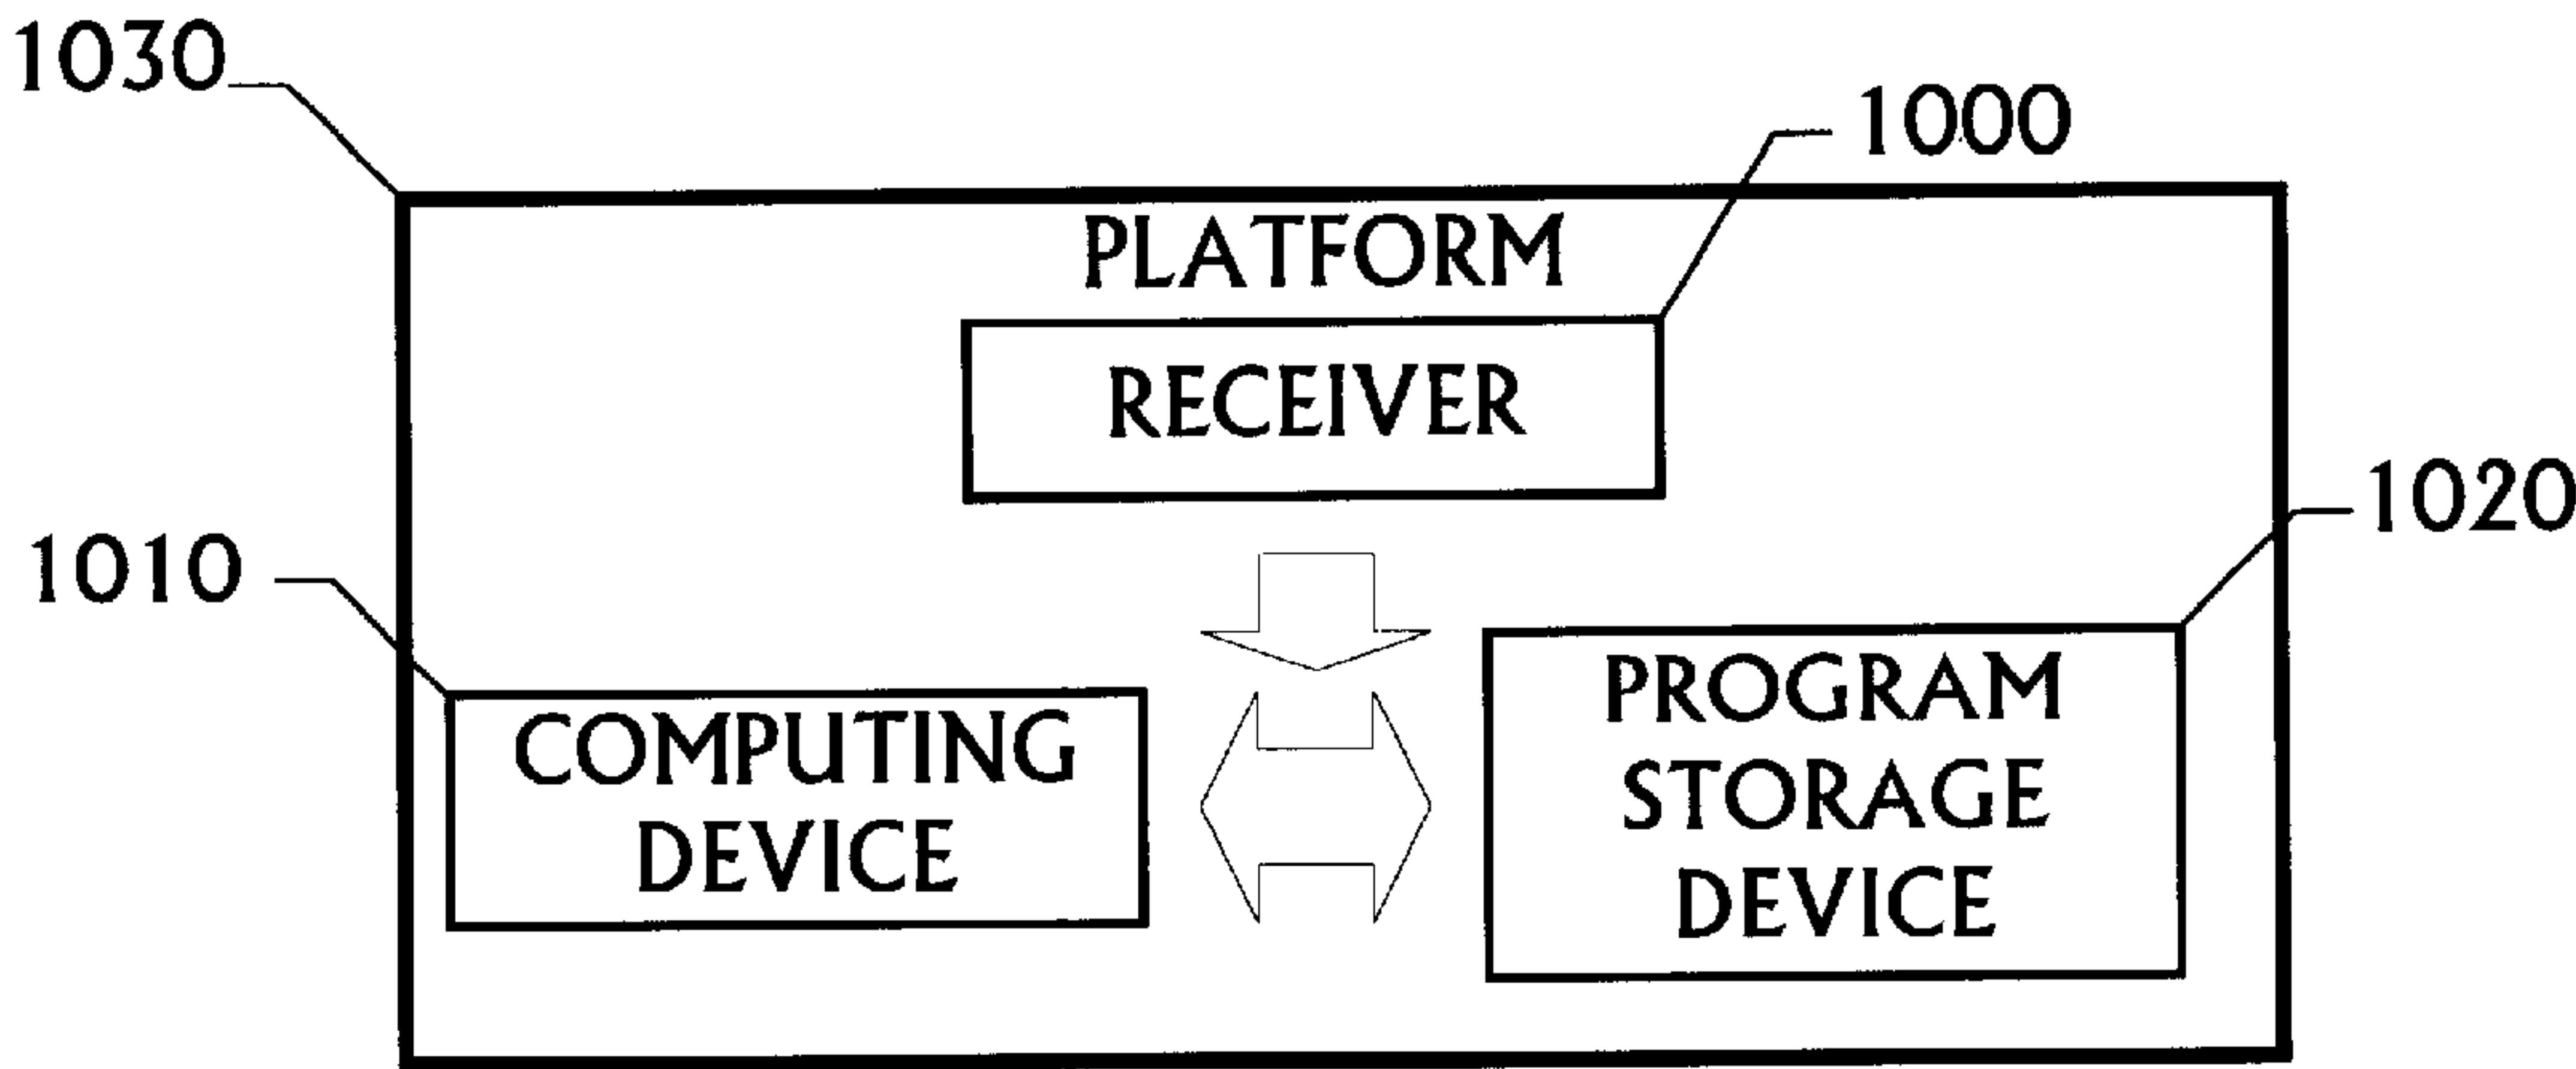 1030
1000
PLATFORM
RECEIVER
1020
1010
PROGRAM
STORAGE
DEVICE
COMPUTING
DEVICE